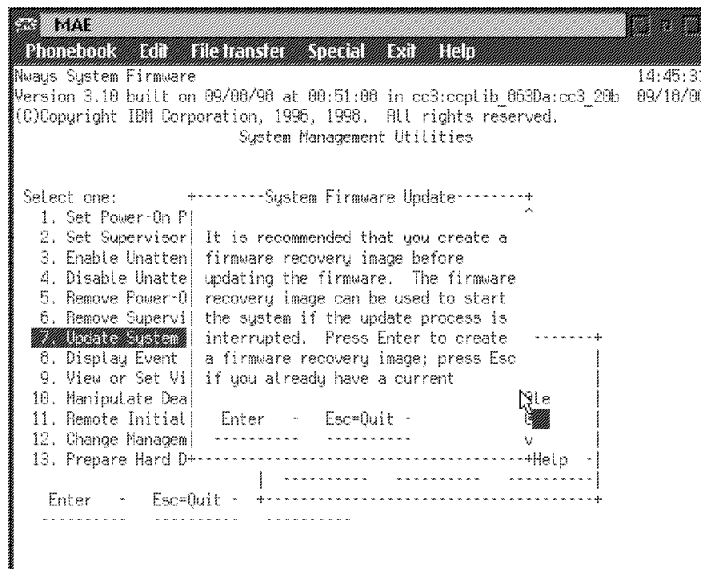 MAE
Phonebook Edit File transfer Special Exit Help
Nways System Firmware 14:45:3
Version 3.10 built on 09/08/98 at 00:51:08 in cc3:ccplib_063Da:cc3_20b 09/18/0
(C)Copyright IBM Corporation, 1996, 1998. All rights reserved.
System Management Utilities
Select one: +--------System Firmware Update--------+
1. Set Power-On P| ^
2. Set Supervisor| It is recommended that you create a
3. Enable Unatten| firmware recovery image before
4. Disable Unatte| updating the firmware. The firmware
5. Remove Power-O| recovery image can be used to start
6. Remove Supervi| the system if the update process is
7. Update System | interrupted. Press Enter to create -------+
8. Display Event | a firmware recovery image; press Esc |
9. View or Set Vi| if you already have a current |
10. Manipulate Dea| le |
11. Remote Initial| Enter - Esc=Quit - |
12. Change Managem| ---------- ---------- v |
13. Prepare Hard D+---------------------------------------+Help -|
Enter - Esc=Quit -